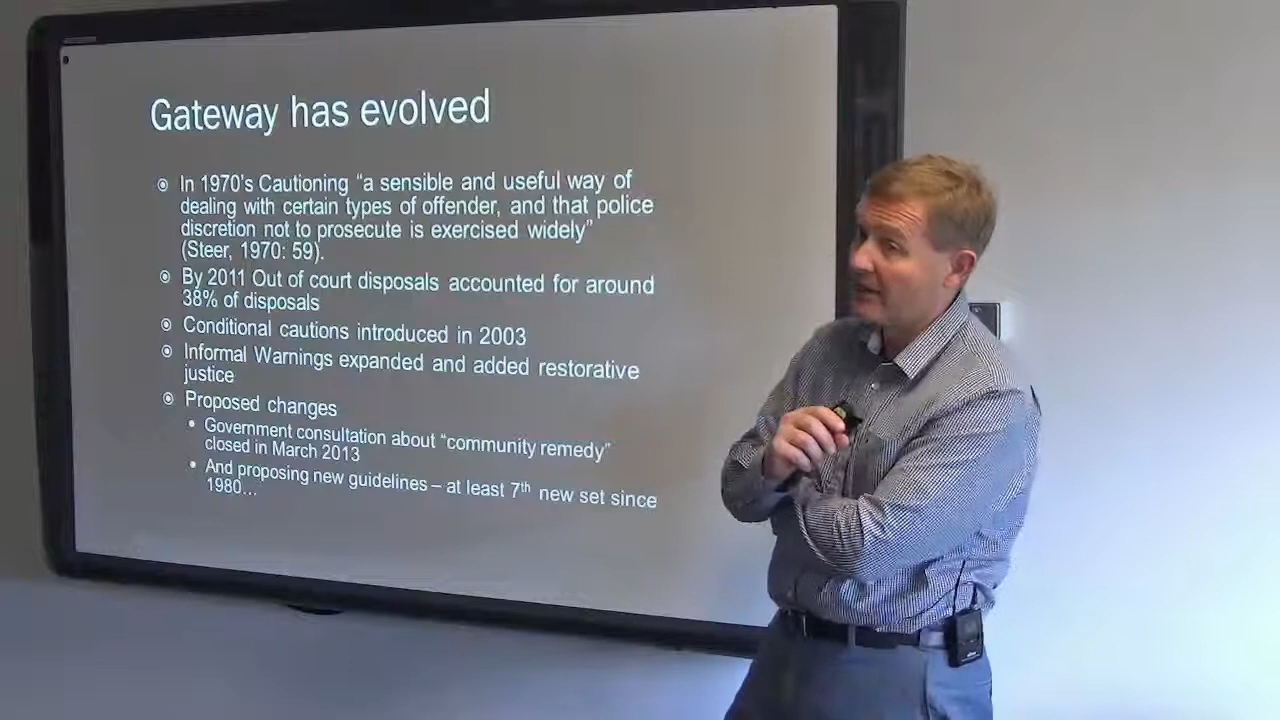 Gateway has evolved
In 1970's Cautioning “a sensible and useful way of
dealing with certain types of offender, and that police
discretion not to prosecute is exercised widely”
(Steer, 1970: 59).
By 2011 Out of court disposals accounted for around
38% of disposals
Conditional cautions introduced in 2003
Informal Warnings expanded and added restorative
justice
Proposed changes
Government consultation about “community remedy”
closed in March 2013
And proposing new guidelines – at least 7th new set since
1980…